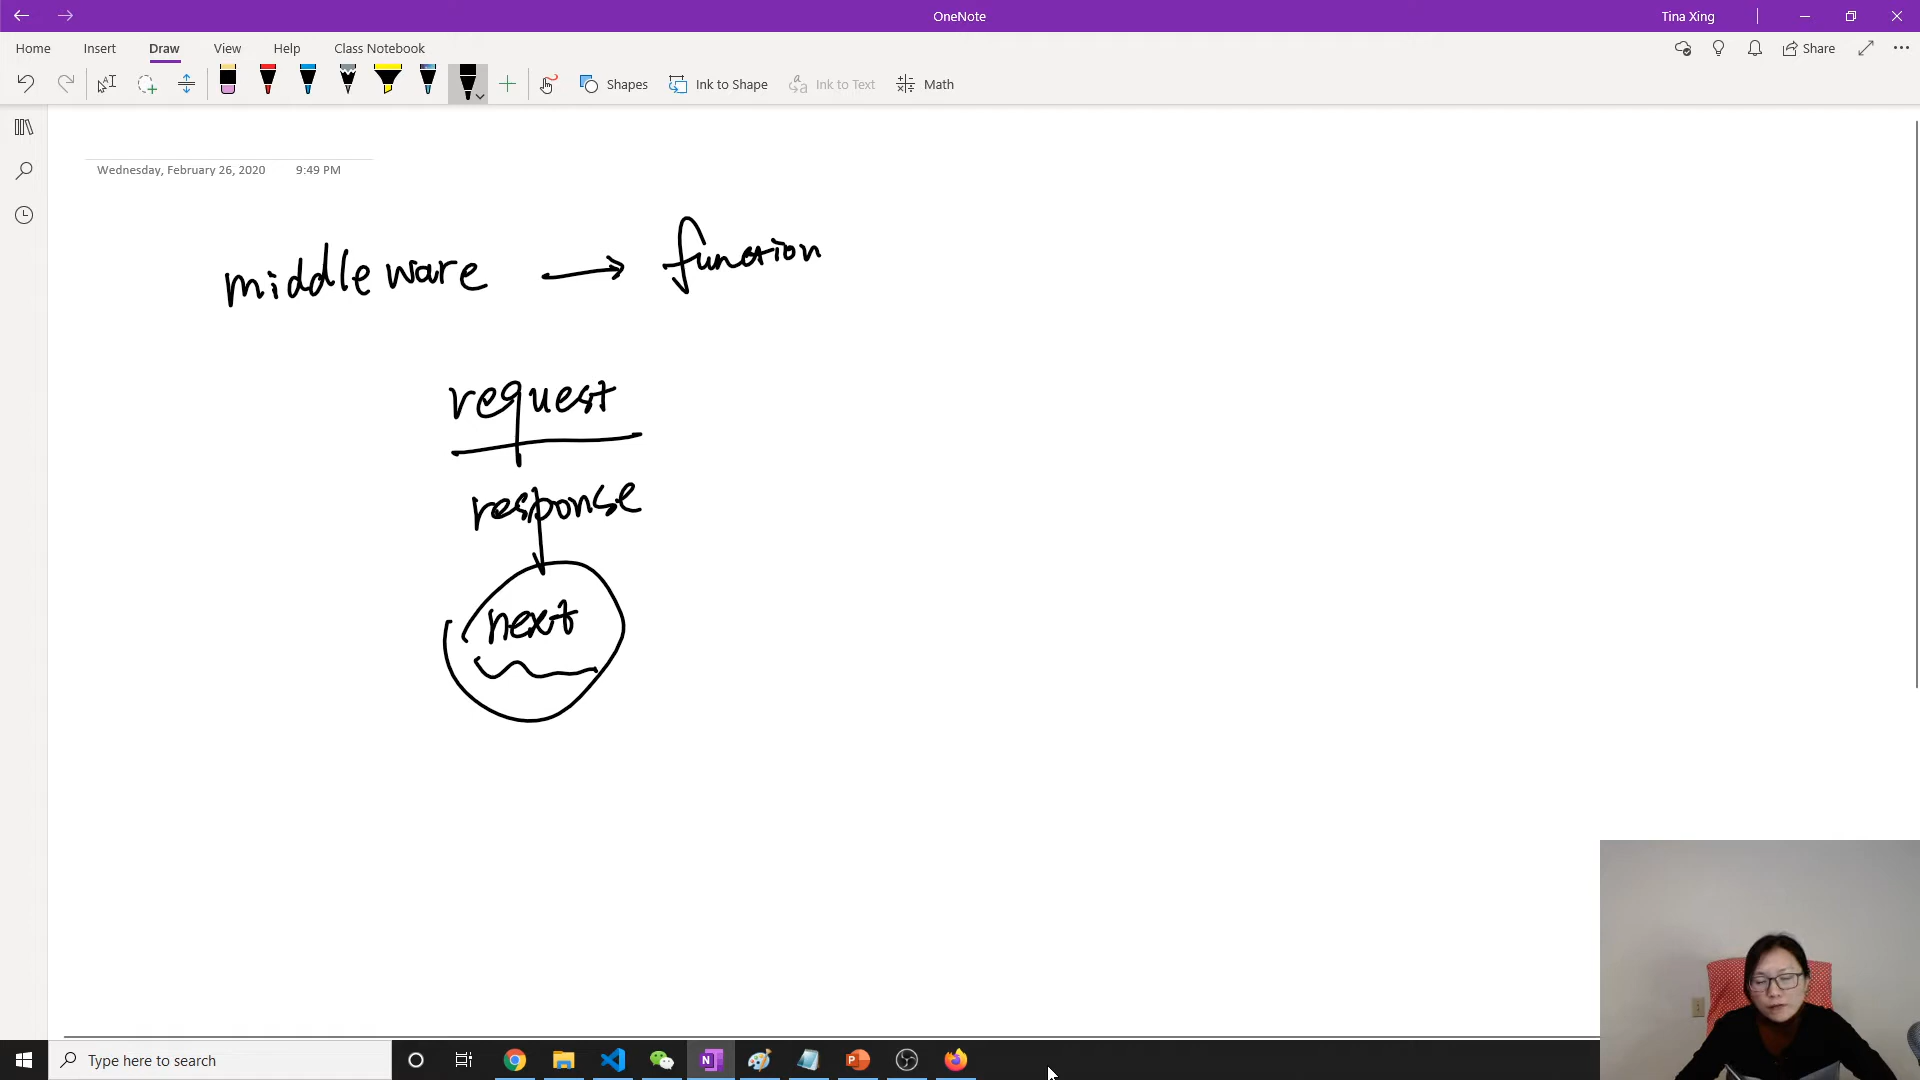 OneNote
Tina Xing
Home Insert Draw View Help Class Notebook
Share
Shapes Ink to Shape Ink to Text Math
Wednesday, February 26, 2020 9:49 PM
middleware → function
request
response
next
Type here to search